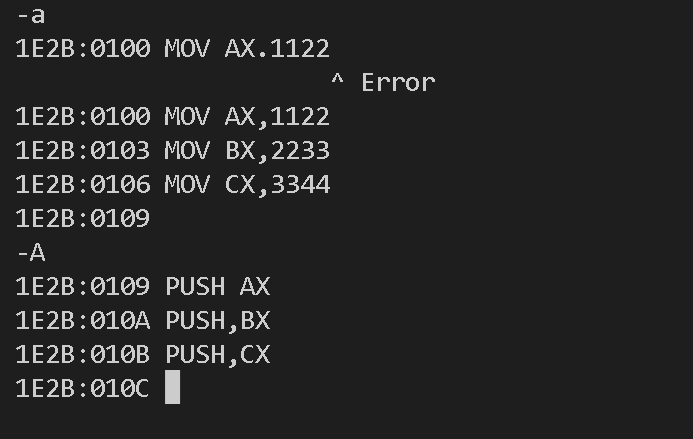 -a
1E2B:0100 MOV AX.1122
^ Error
1E2B:0100 MOV AX,1122
1E2B:0103 MOV BX,2233
1E2B:0106 MOV CX,3344
1E2B:0109
-A
1E2B:0109 PUSH AX
1E2B:010A PUSH,BX
1E2B:010B PUSH,CX
1E2B:010C